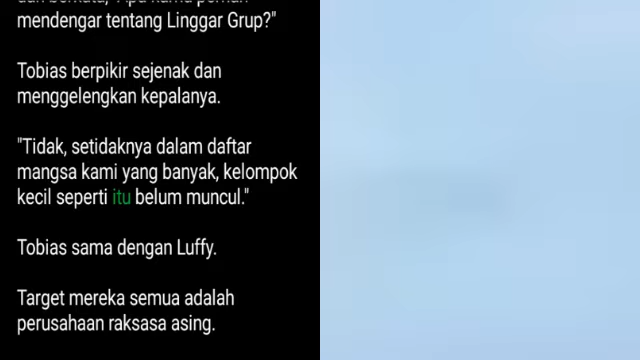 mendengar tentang Linggar Grup?"
Tobias berpikir sejenak dan
menggelengkan kepalanya.
"Tidak, setidaknya dalam daftar
mangsa kami yang banyak, kelompok
kecil seperti itu belum muncul."
Tobias sama dengan Luffy.
Target mereka semua adalah
perusahaan raksasa asing.